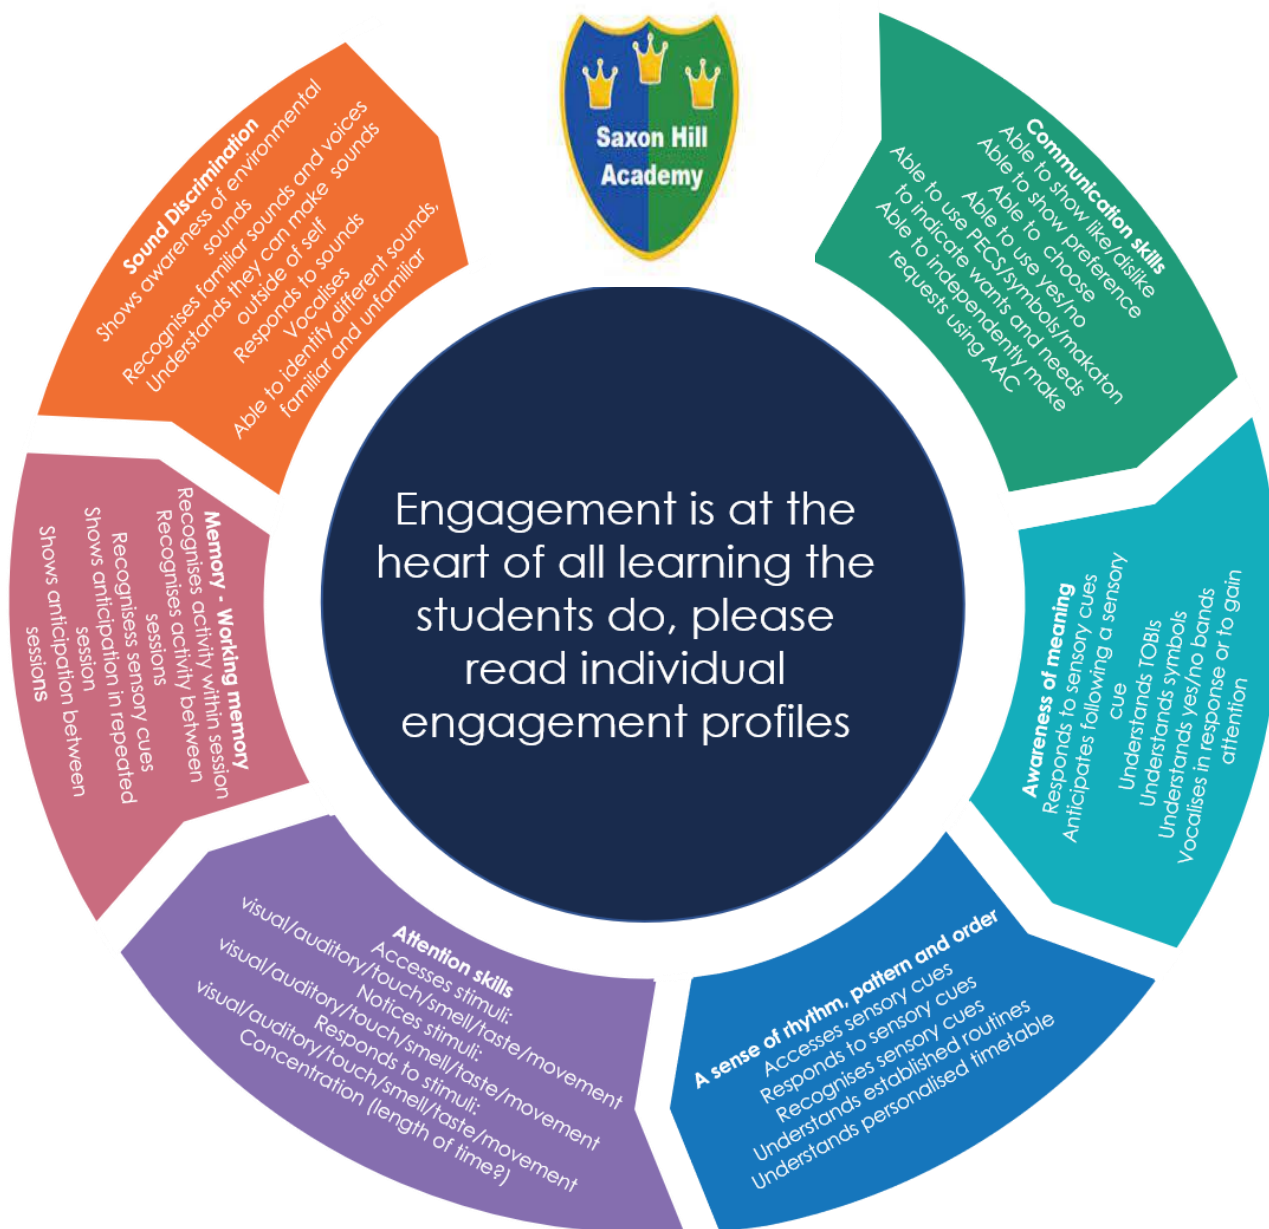 Saxon Hill
Academy
Communication skills
Able to show like/dislike
Able to show preference
Able to choose
Able to use yes/no
Able to use PECS/symbols/makaton
to indicate wants and needs
Able to independently make
requests using AAC
Awareness of meaning
Responds to sensory cues
Anticipates following a sensory
cue
Understands TOBIs
Understands symbols
Understands yes/no bands
Vocalises in response or to gain
attention
A sense of rhythm, pattern and order
Accesses sensory cues
Responds to sensory cues
Recognises sensory cues
Understands established routines
Understands personalised timetable
Attention skills
Accesses stimuli:
visual/auditory/touch/smell/taste/movement
Notices stimuli:
visual/auditory/touch/smell/taste/movement
Responds to stimuli:
visual/auditory/touch/smell/taste/movement
Concentration (length of time?)
Memory - Working memory
Recognises activity within session
Recognises activity between
sessions
Recognisess sensory cues
Shows anticipation in repeated
session
Shows anticipation between
sessions
Sound Discrimination
Shows awareness of environmental
sounds
Recognises familiar sounds and voices
Understands they can make sounds
outside of self
Responds to sounds
Vocalises
Able to identify different sounds,
familiar and unfamiliar
Engagement is at the
heart of all learning the
students do, please
read individual
engagement profiles